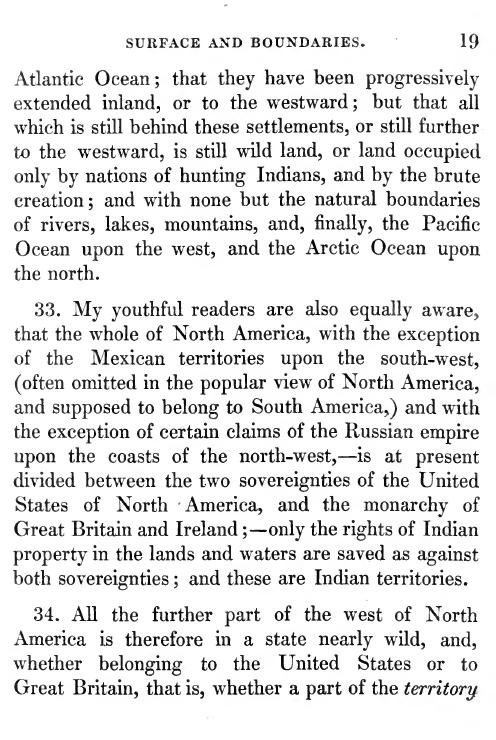 SURFACE AND BOUNDARIES. 19
Atlantic Ocean; that they have been progressively
extended inland, or to the westward; but that all
which is still behind these settlements, or still further
to the westward, is still wild land, or land occupied
only by nations of hunting Indians, and by the brute
creation; and with none but the natural boundaries
of rivers, lakes, mountains, and, finally, the Pacific
Ocean upon the west, and the Arctic Ocean upon
the north.
33. My youthful readers are also equally aware,
that the whole of North America, with the exception
of the Mexican territories upon the south-west,
(often omitted in the popular view of North America,
and supposed to belong to South America,) and with
the exception of certain claims of the Russian empire
upon the coasts of the north-west,—is at present
divided between the two sovereignties of the United
States of North America, and the monarchy of
Great Britain and Ireland;—only the rights of Indian
property in the lands and waters are saved as against
both sovereignties; and these are Indian territories.
34. All the further part of the west of North
America is therefore in a state nearly wild, and,
whether belonging to the United States or to
Great Britain, that is, whether a part of the territory